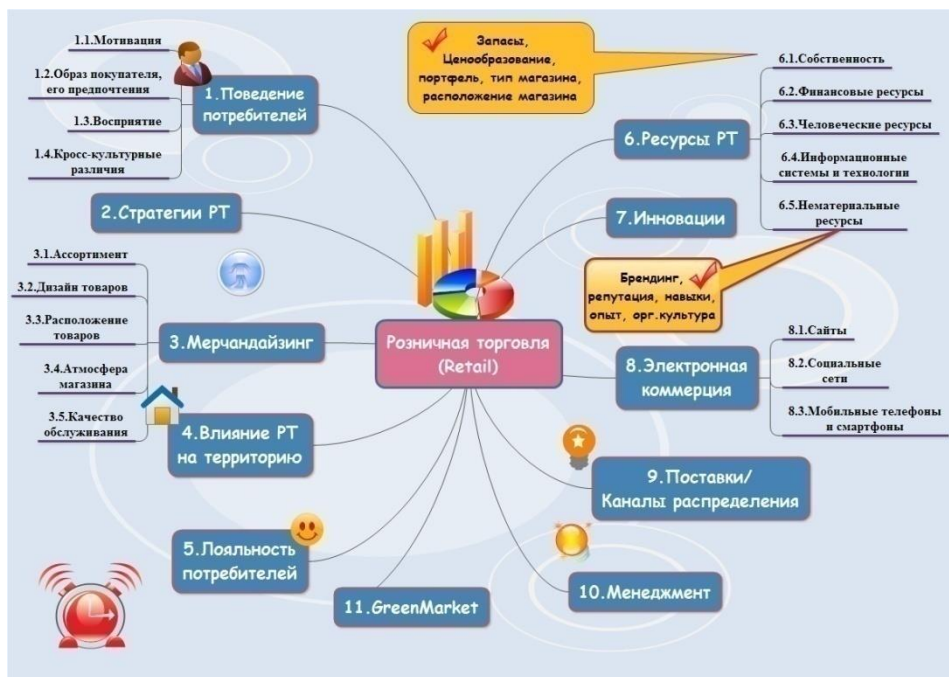 1.1.Мотивация
1.2.Образ покупателя,
его предпочтения
1.3.Восприятие
1.4.Кросс-культурные
различия
1.Поведение
потребителей
2.Стратегии РТ
3.1.Ассортимент
3.2.Дизайн товаров
3.3.Расположение
товаров
3.4.Атмосфера
магазина
3.5.Качество
обслуживания
3.Мерчандайзинг
4.Влияние РТ
на территорию
5.Лояльность
потребителей
Розничная торговля
(Retail)
Запасы,
Ценообразование,
портфель, тип магазина,
расположение магазина
6.Ресурсы РТ
6.1.Собственность
6.2.Финансовые ресурсы
6.3.Человеческие ресурсы
6.4.Информационные
системы и технологии
6.5.Нематериальные
ресурсы
7.Инновации
Брендинг,
репутация, навыки,
опыт, орг.культура
8.Электронная
коммерция
8.1.Сайты
8.2.Социальные
сети
8.3.Мобильные телефоны
и смартфоны
9.Поставки/
Каналы распределения
10.Менеджмент
11.GreenMarket